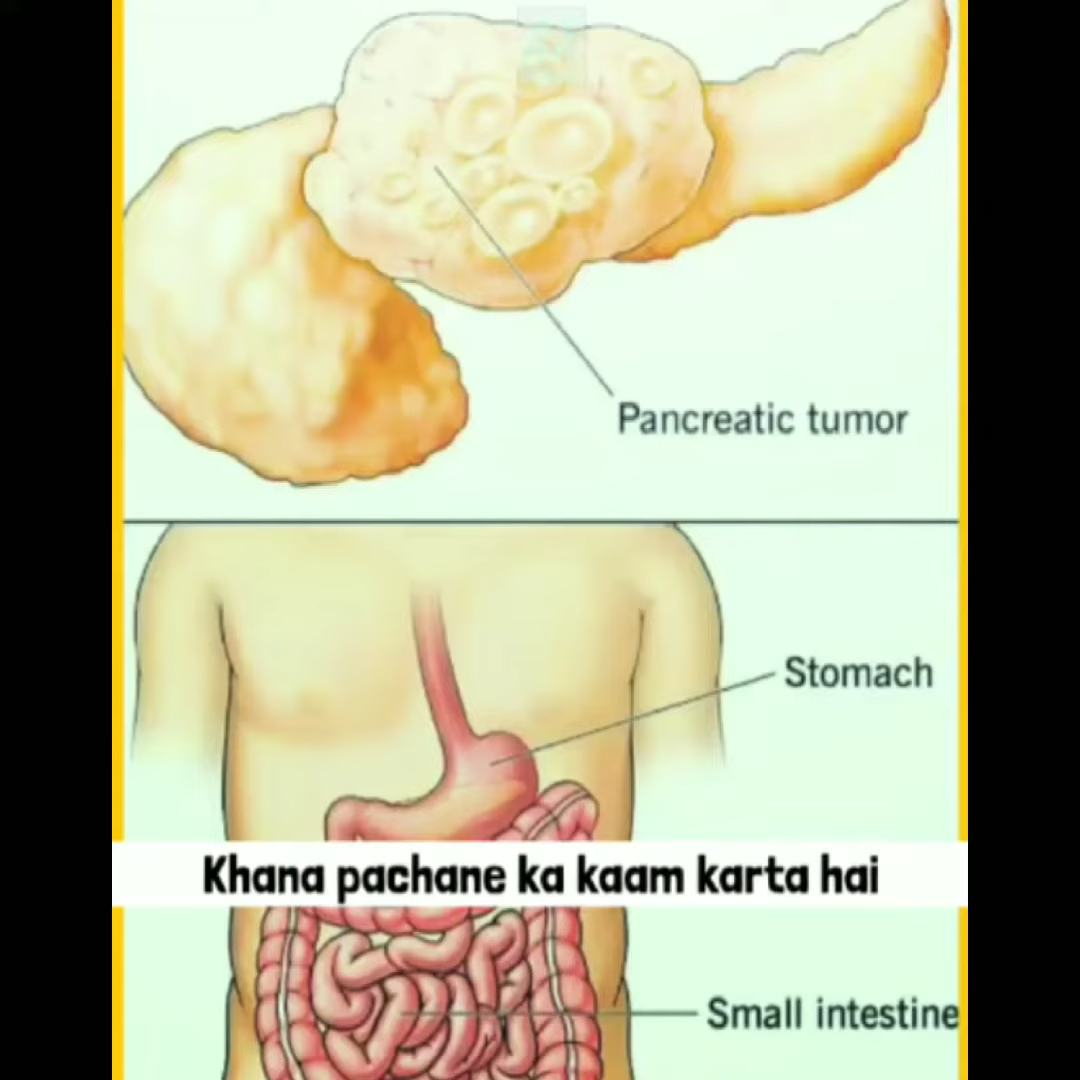 Pancreatic tumor
Stomach
Khana pachane ka kaam karta hai
Small intestine